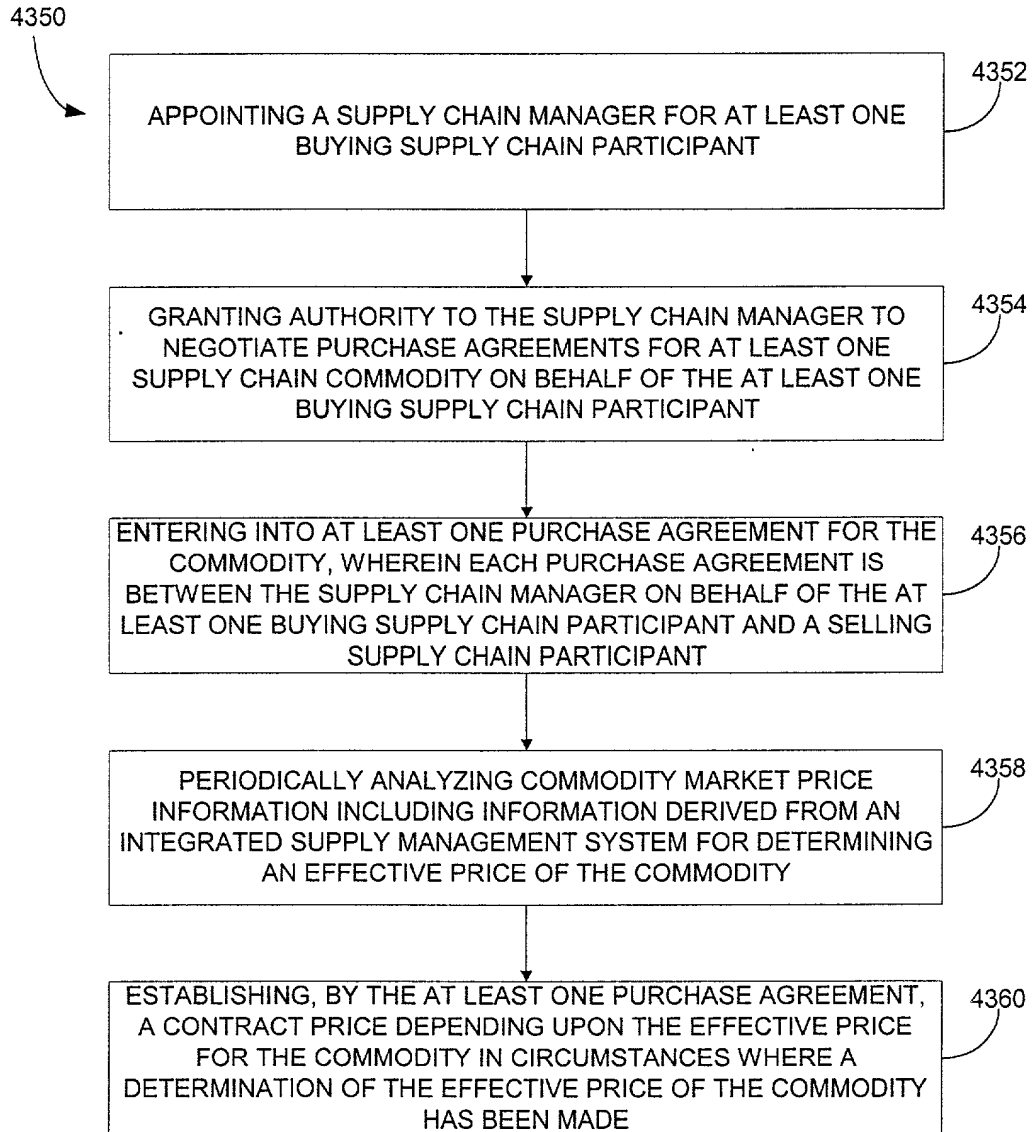 4350
4352
APPOINTING A SUPPLY CHAIN MANAGER FOR AT LEAST ONE
BUYING SUPPLY CHAIN PARTICIPANT
4354
GRANTING AUTHORITY TO THE SUPPLY CHAIN MANAGER TO
NEGOTIATE PURCHASE AGREEMENTS FOR AT LEAST ONE
SUPPLY CHAIN COMMODITY ON BEHALF OF THE AT LEAST ONE
BUYING SUPPLY CHAIN PARTICIPANT
4356
ENTERING INTO AT LEAST ONE PURCHASE AGREEMENT FOR THE
COMMODITY, WHEREIN EACH PURCHASE AGREEMENT IS
BETWEEN THE SUPPLY CHAIN MANAGER ON BEHALF OF THE AT
LEAST ONE BUYING SUPPLY CHAIN PARTICIPANT AND A SELLING
SUPPLY CHAIN PARTICIPANT
4358
PERIODICALLY ANALYZING COMMODITY MARKET PRICE
INFORMATION INCLUDING INFORMATION DERIVED FROM AN
INTEGRATED SUPPLY MANAGEMENT SYSTEM FOR DETERMINING
AN EFFECTIVE PRICE OF THE COMMODITY
4360
ESTABLISHING, BY THE AT LEAST ONE PURCHASE AGREEMENT,
A CONTRACT PRICE DEPENDING UPON THE EFFECTIVE PRICE
FOR THE COMMODITY IN CIRCUMSTANCES WHERE A
DETERMINATION OF THE EFFECTIVE PRICE OF THE COMMODITY
HAS BEEN MADE